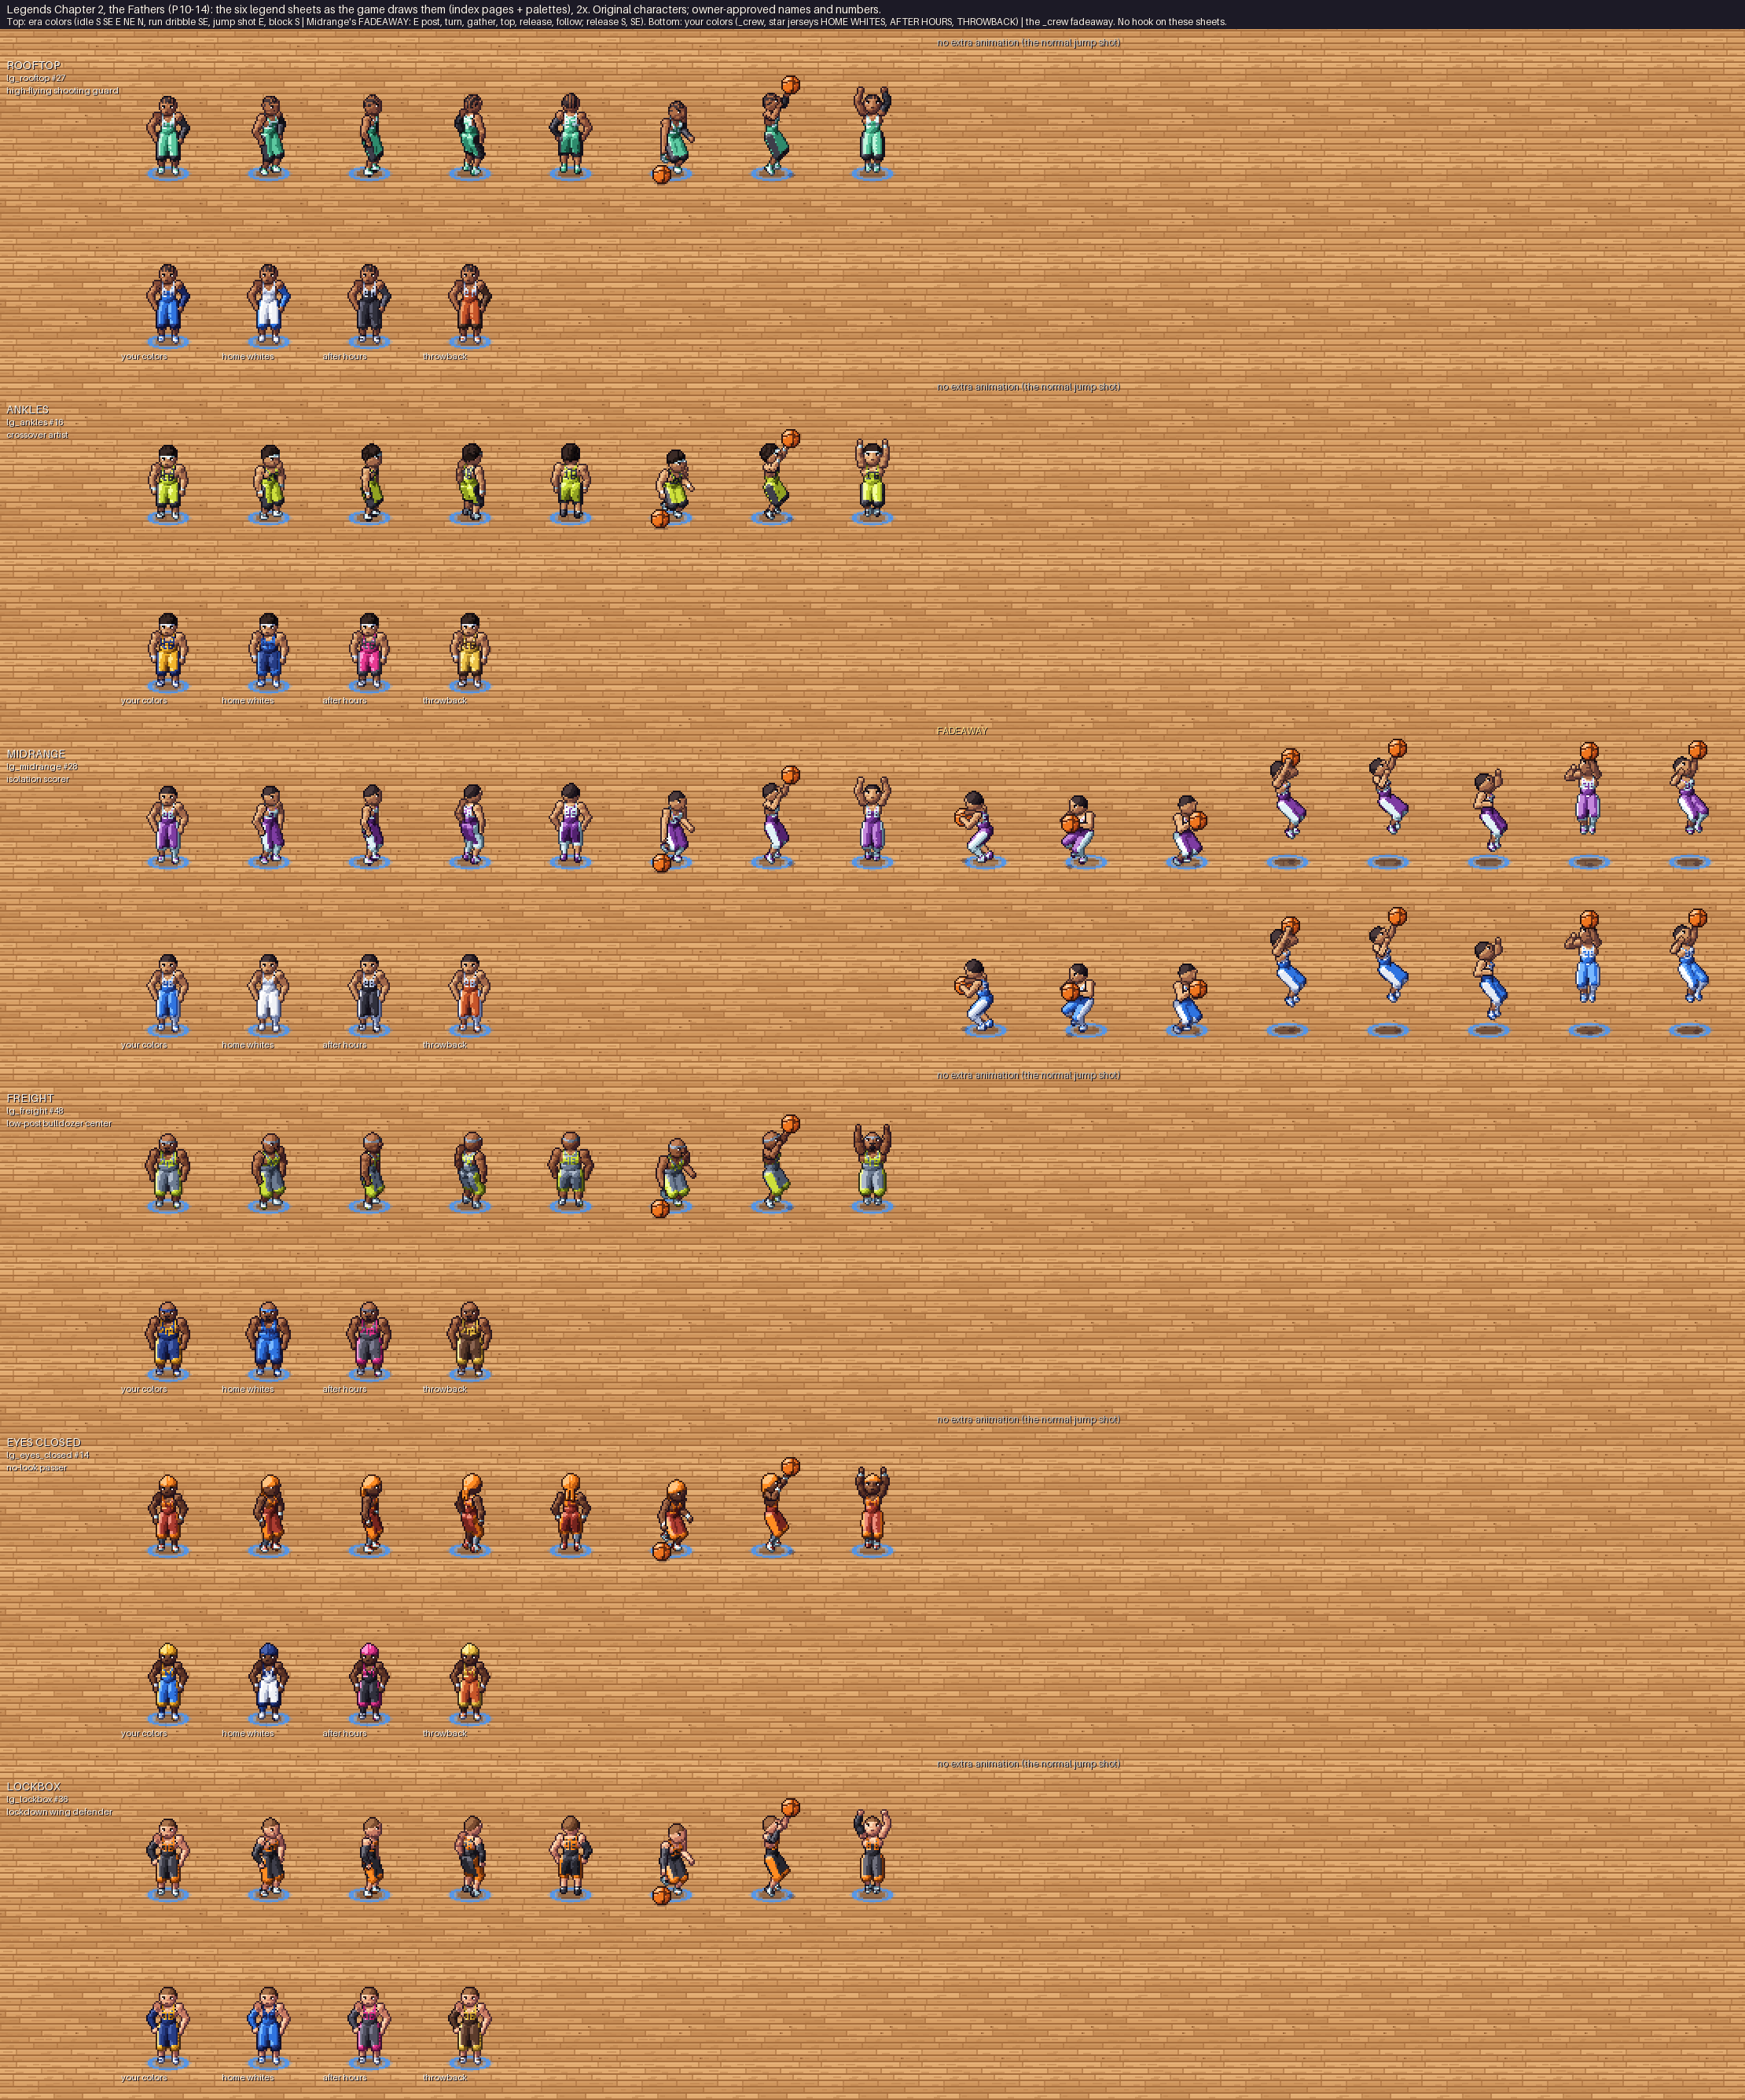 Legends Chapter 2, the Fathers (P10-14): the six legend sheets as the game draws them (index pages + palettes), 2x. Original characters; owner-approved names and numbers.
Top: era colors (idle S SE E NE N, run dribble SE, jump shot E, block S | Midrange's FADEAWAY: E post, turn, gather, top, release, follow; release S, SE). Bottom: your colors (_crew, star jerseys HOME WHITES, AFTER HOURS, THROWBACK) | the _crew fadeaway. No hook on these sheets.
no extra animation (the normal jump shot)
ROOFTOP
lg_rooftop #27
high-flying shooting guard
your colors home whites after hours throwback
no extra animation (the normal jump shot)
ANKLES
lg_ankles #16
crossover artist
your colors home whites after hours throwback
FADEAWAY
MIDRANGE
lg_midrange #28
isolation scorer
your colors home whites after hours throwback
no extra animation (the normal jump shot)
FREIGHT
lg_freight #48
low-post bulldozer center
your colors home whites after hours throwback
no extra animation (the normal jump shot)
EYES CLOSED
lg_eyes_closed #14
no-look passer
your colors home whites after hours throwback
no extra animation (the normal jump shot)
LOCKBOX
lg_lockbox #36
lockdown wing defender
your colors home whites after hours throwback